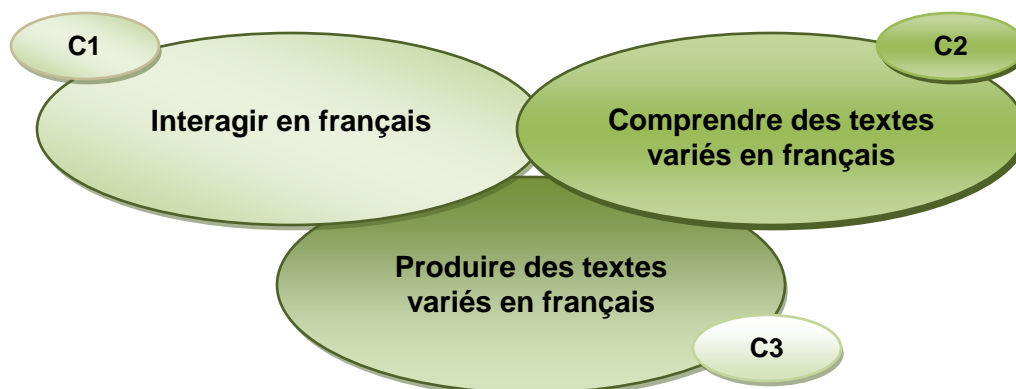 C1
Interagir en français
C2
Comprendre des textes
variés en français
Produire des textes
variés en français
C3